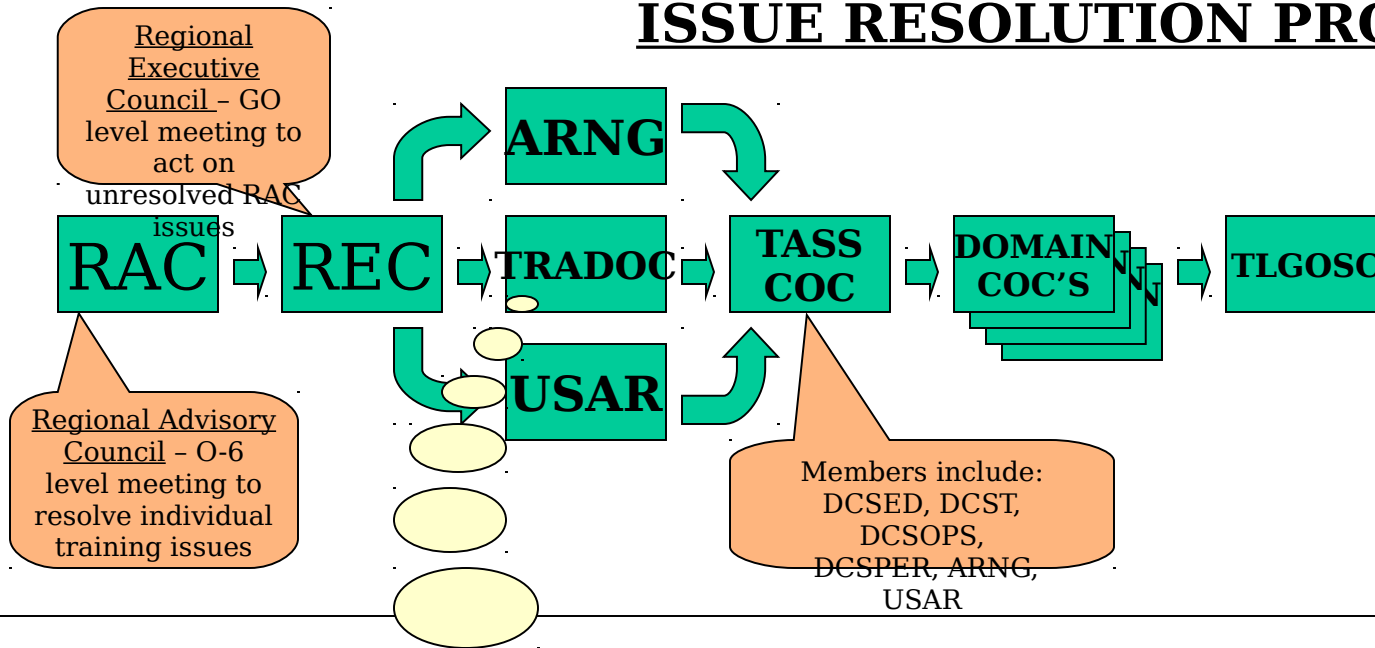 ISSUE RESOLUTION
Regional
Executive
Council – GO
level meeting to
act on
unresolved RAC
issues
ARNG
RAC
REC
TRADOC
TASS
COC
DOMAIN
COC’S
N
N
N
TLGOSC
USAR
Regional Advisory
Council – O-6
level meeting to
resolve individual
training issues
Members include:
DCSED, DCST,
DCSOPS,
DCSPER, ARNG,
USAR